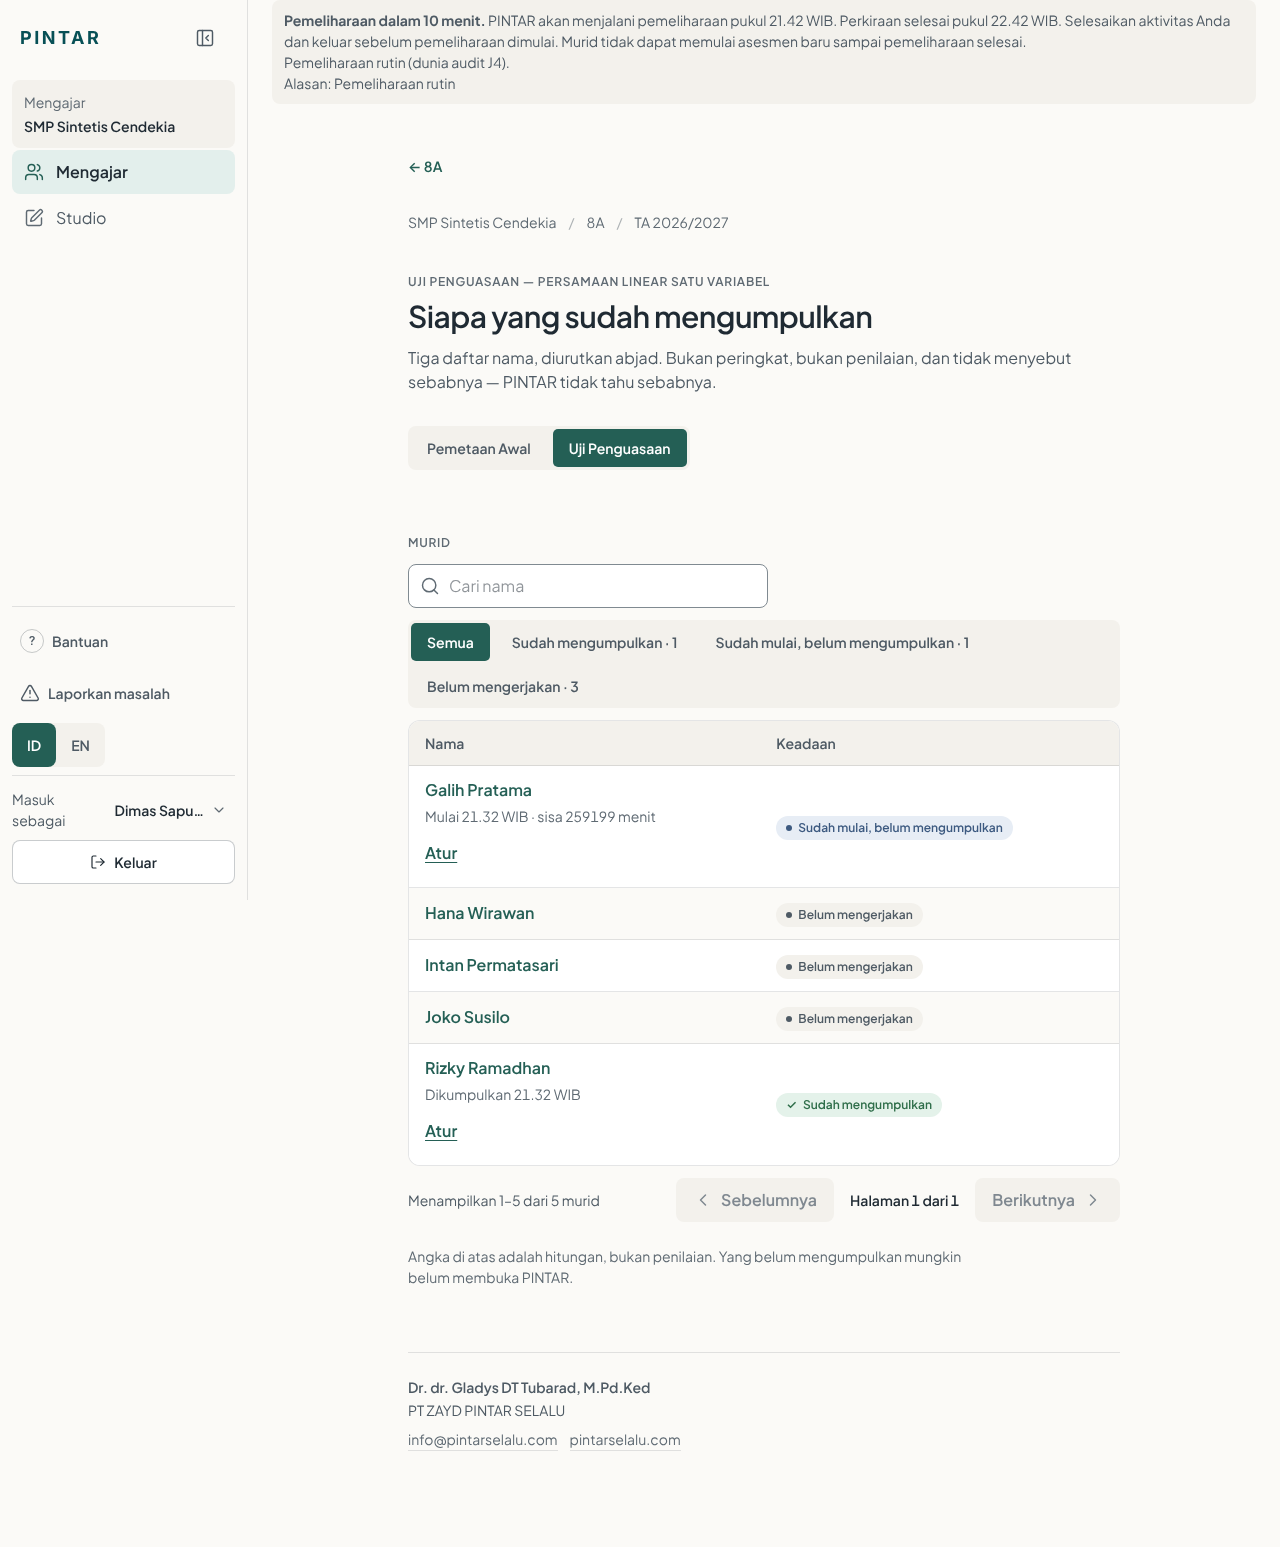 PINTAR
Mengajar
SMP Sintetis Cendekia
Mengajar
Studio
? Bantuan
Laporkan masalah
ID EN
Masuk sebagai
Dimas Sapu...
Keluar
Pemeliharaan dalam 10 menit. PINTAR akan menjalani pemeliharaan pukul 21.42 WIB. Perkiraan selesai pukul 22.42 WIB. Selesaikan aktivitas Anda
dan keluar sebelum pemeliharaan dimulai. Murid tidak dapat memulai asesmen baru sampai pemeliharaan selesai.
Pemeliharaan rutin (dunia audit J4).
Alasan: Pemeliharaan rutin
← 8A
SMP Sintetis Cendekia / 8A / TA 2026/2027
UJI PENGUASAAN — PERSAMAAN LINEAR SATU VARIABEL
Siapa yang sudah mengumpulkan
Tiga daftar nama, diurutkan abjad. Bukan peringkat, bukan penilaian, dan tidak menyebut
sebabnya — PINTAR tidak tahu sebabnya.
Pemetaan Awal Uji Penguasaan
MURID
Cari nama
Semua Sudah mengumpulkan · 1 Sudah mulai, belum mengumpulkan · 1
Belum mengerjakan · 3
Nama Keadaan
Galih Pratama
Mulai 21.32 WIB · sisa 259199 menit
Sudah mulai, belum mengumpulkan
Atur
Hana Wirawan Belum mengerjakan
Intan Permatasari Belum mengerjakan
Joko Susilo Belum mengerjakan
Rizky Ramadhan
Dikumpulkan 21.32 WIB
Sudah mengumpulkan
Atur
Menampilkan 1–5 dari 5 murid Sebelumnya Halaman 1 dari 1 Berikutnya
Angka di atas adalah hitungan, bukan penilaian. Yang belum mengumpulkan mungkin
belum membuka PINTAR.
Dr. dr. Gladys DT Tubarad, M.Pd.Ked
PT ZAYD PINTAR SELALU
info@pintarselalu.com pintarselalu.com